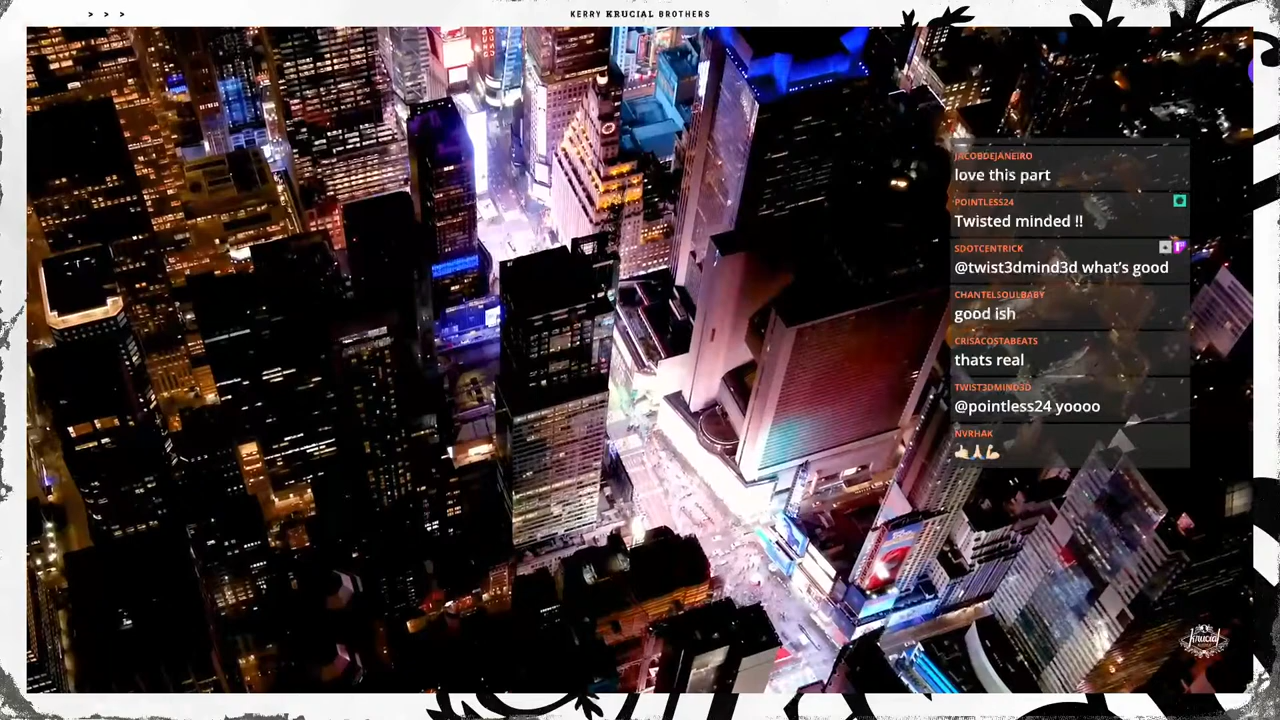 > > >
KERRY KRUCIAL BROTHERS
JACOBDEJANEIRO
love this part
POINTLESS24
Twisted minded !!
SDOTCENTRICK
@twist3dmind3d what's good
CHANTELSOULBABY
good ish
CRISACOSTABEATS
thats real
TWIST3DMIND3D
@pointless24 yoooo
NVRHAK
👍🏼🙏🏼💪🏼
Krucial